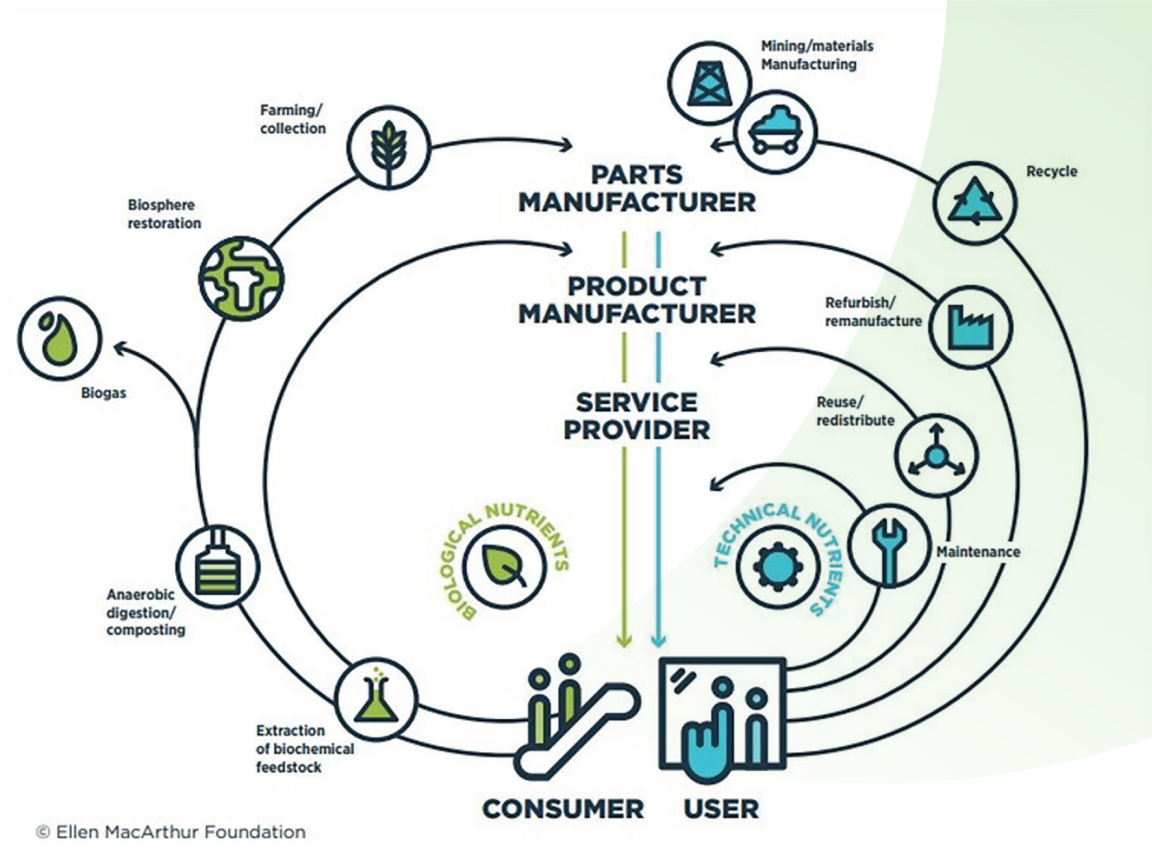 Mining/materials
Manufacturing
Farming/
collection
PARTS
MANUFACTURER
Recycle
Biosphere
restoration
PRODUCT
MANUFACTURER
Refurbish/
remanufacture
Biogas
SERVICE
PROVIDER
Reuse/
redistribute
BIOLOGICAL NUTRIENTS
TECHNICAL NUTRIENTS
Maintenance
Anaerobic
digestion/
composting
Extraction
of biochemical
feedstock
CONSUMER
USER
© Ellen MacArthur Foundation